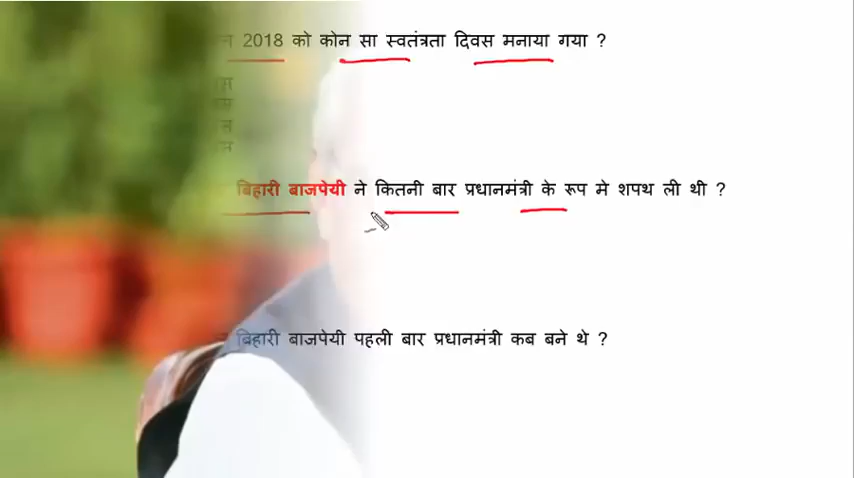 2018 को कोन सा स्वतंत्रता दिवस मनाया गया ?
बिहारी बाजपेयी ने कितनी बार प्रधानमंत्री के रूप मे शपथ ली थी ?
बिहारी बाजपेयी पहली बार प्रधानमंत्री कब बने थे ?